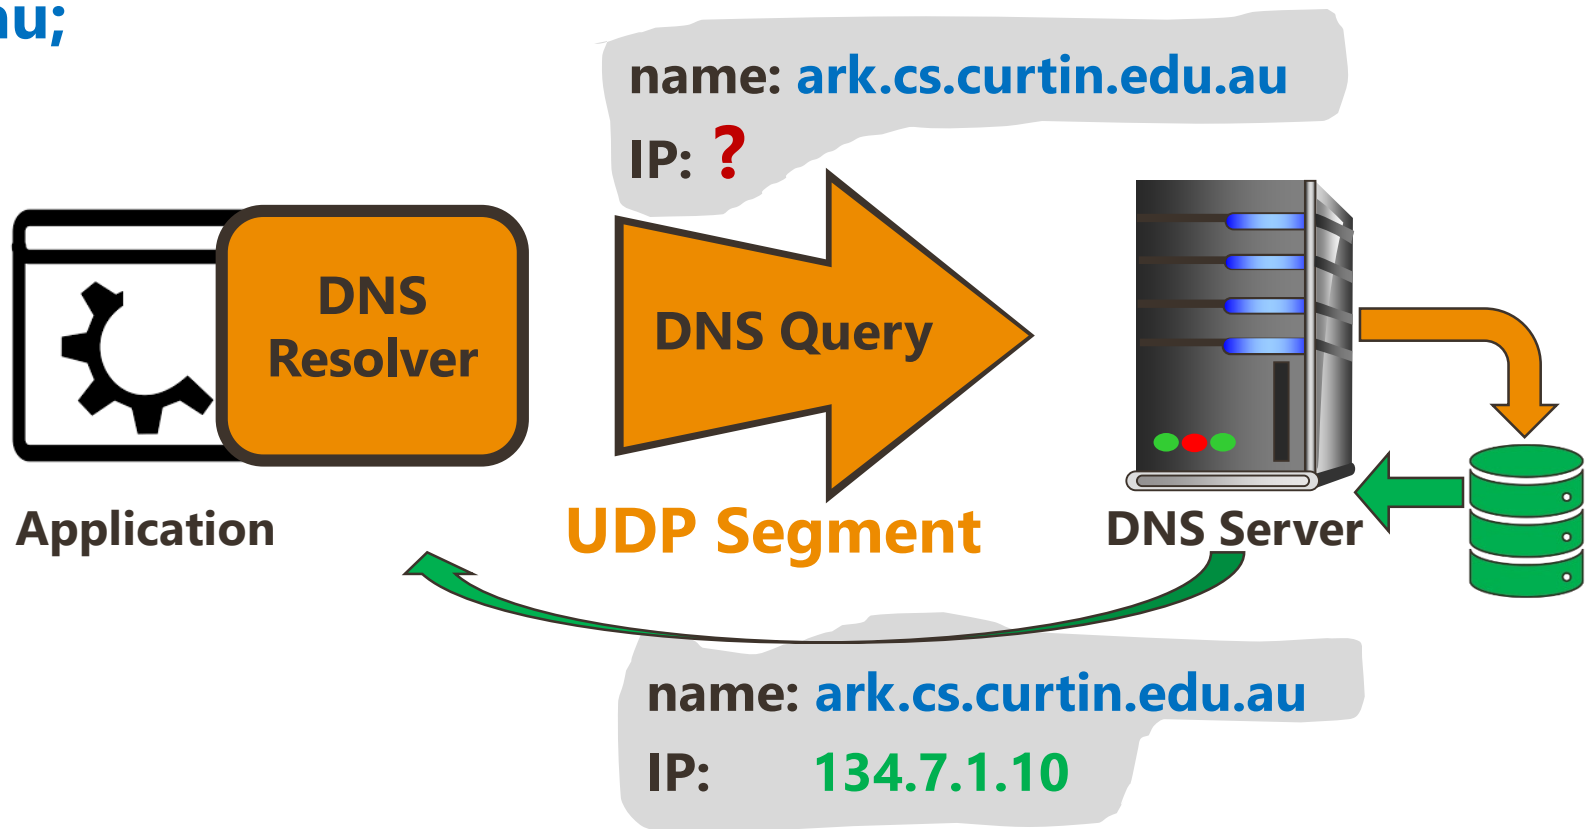 au;
name: ark.cs.curtin.edu.au
IP: ?
DNS
Resolver
DNS Query
Application
UDP Segment
DNS Server
name: ark.cs.curtin.edu.au
IP: 134.7.1.10